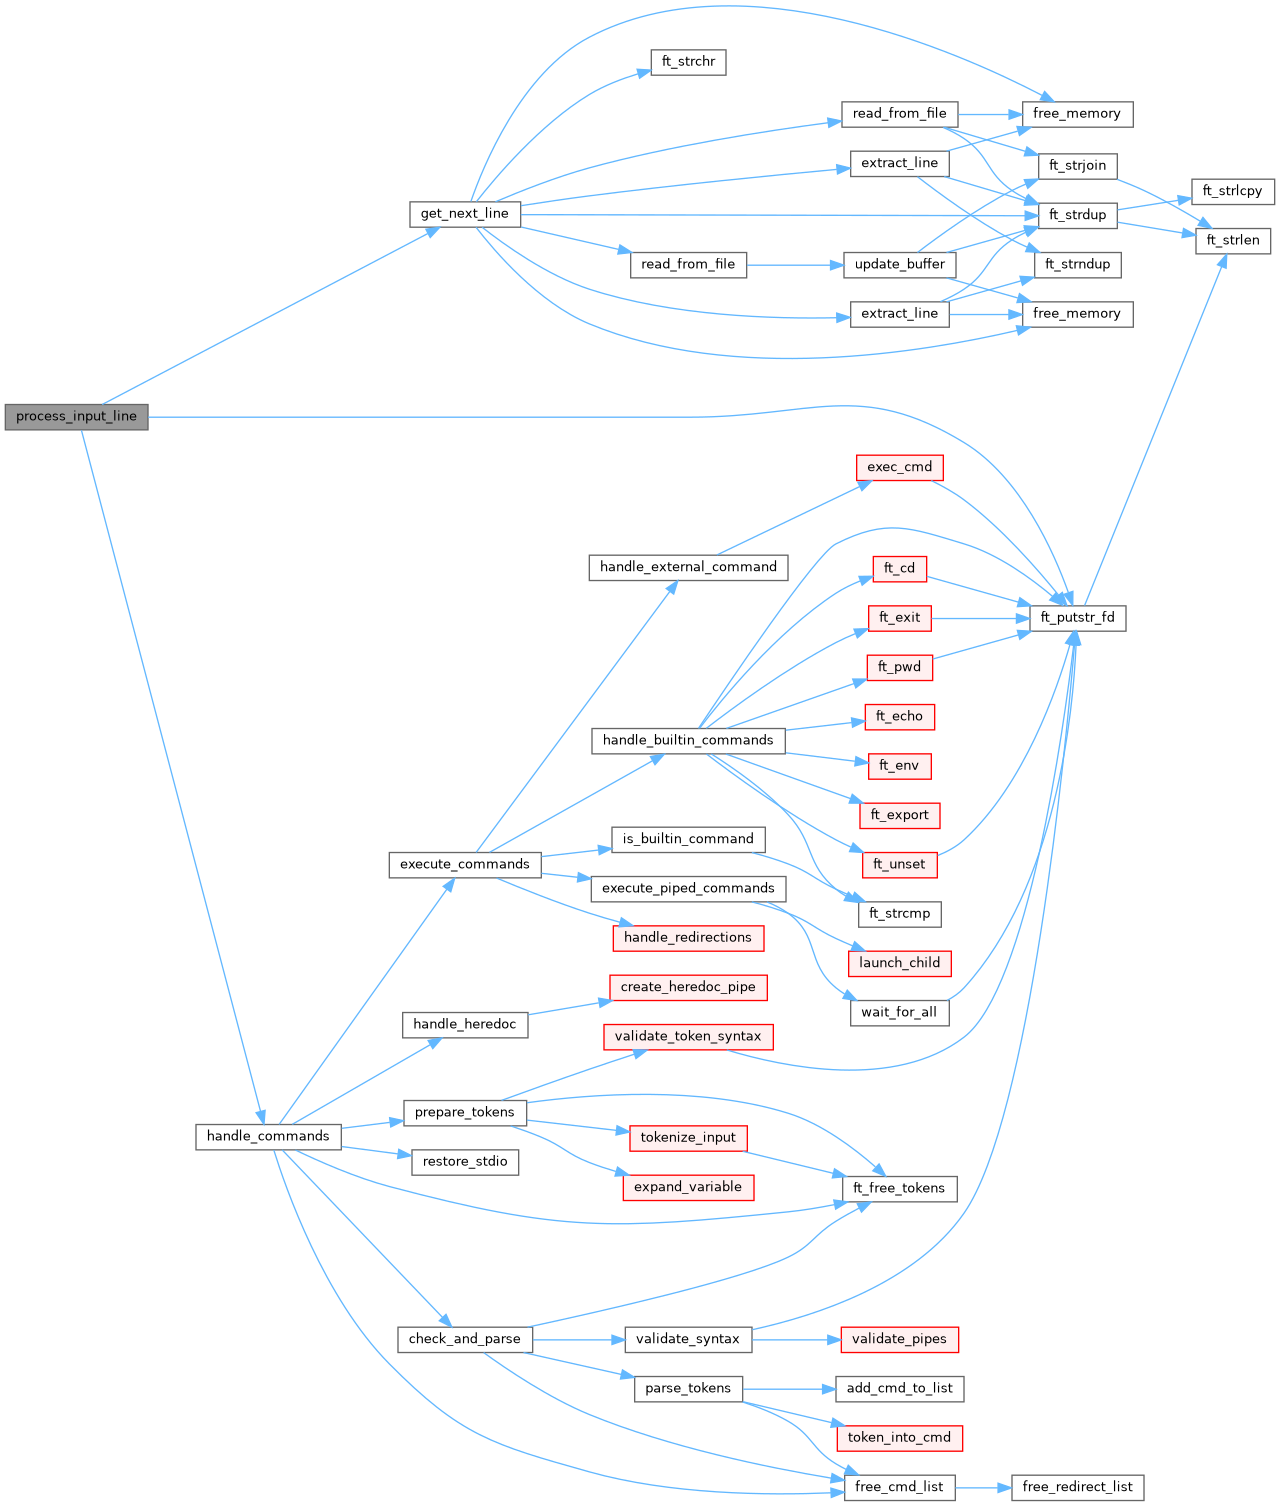 ft_strchr
read_from_file
free_memory
extract_line
ft_strjoin
ft_strlcpy
get_next_line
ft_strdup
ft_strlen
read_from_file
update_buffer
ft_strndup
extract_line
free_memory
process_input_line
exec_cmd
handle_external_command
ft_cd
ft_exit
ft_putstr_fd
ft_pwd
ft_echo
handle_builtin_commands
ft_env
ft_export
is_builtin_command
execute_commands
ft_unset
execute_piped_commands
ft_strcmp
handle_redirections
launch_child
create_heredoc_pipe
wait_for_all
handle_heredoc
validate_token_syntax
prepare_tokens
handle_commands
tokenize_input
restore_stdio
expand_variable
ft_free_tokens
check_and_parse
validate_syntax
validate_pipes
parse_tokens
add_cmd_to_list
token_into_cmd
free_cmd_list
free_redirect_list